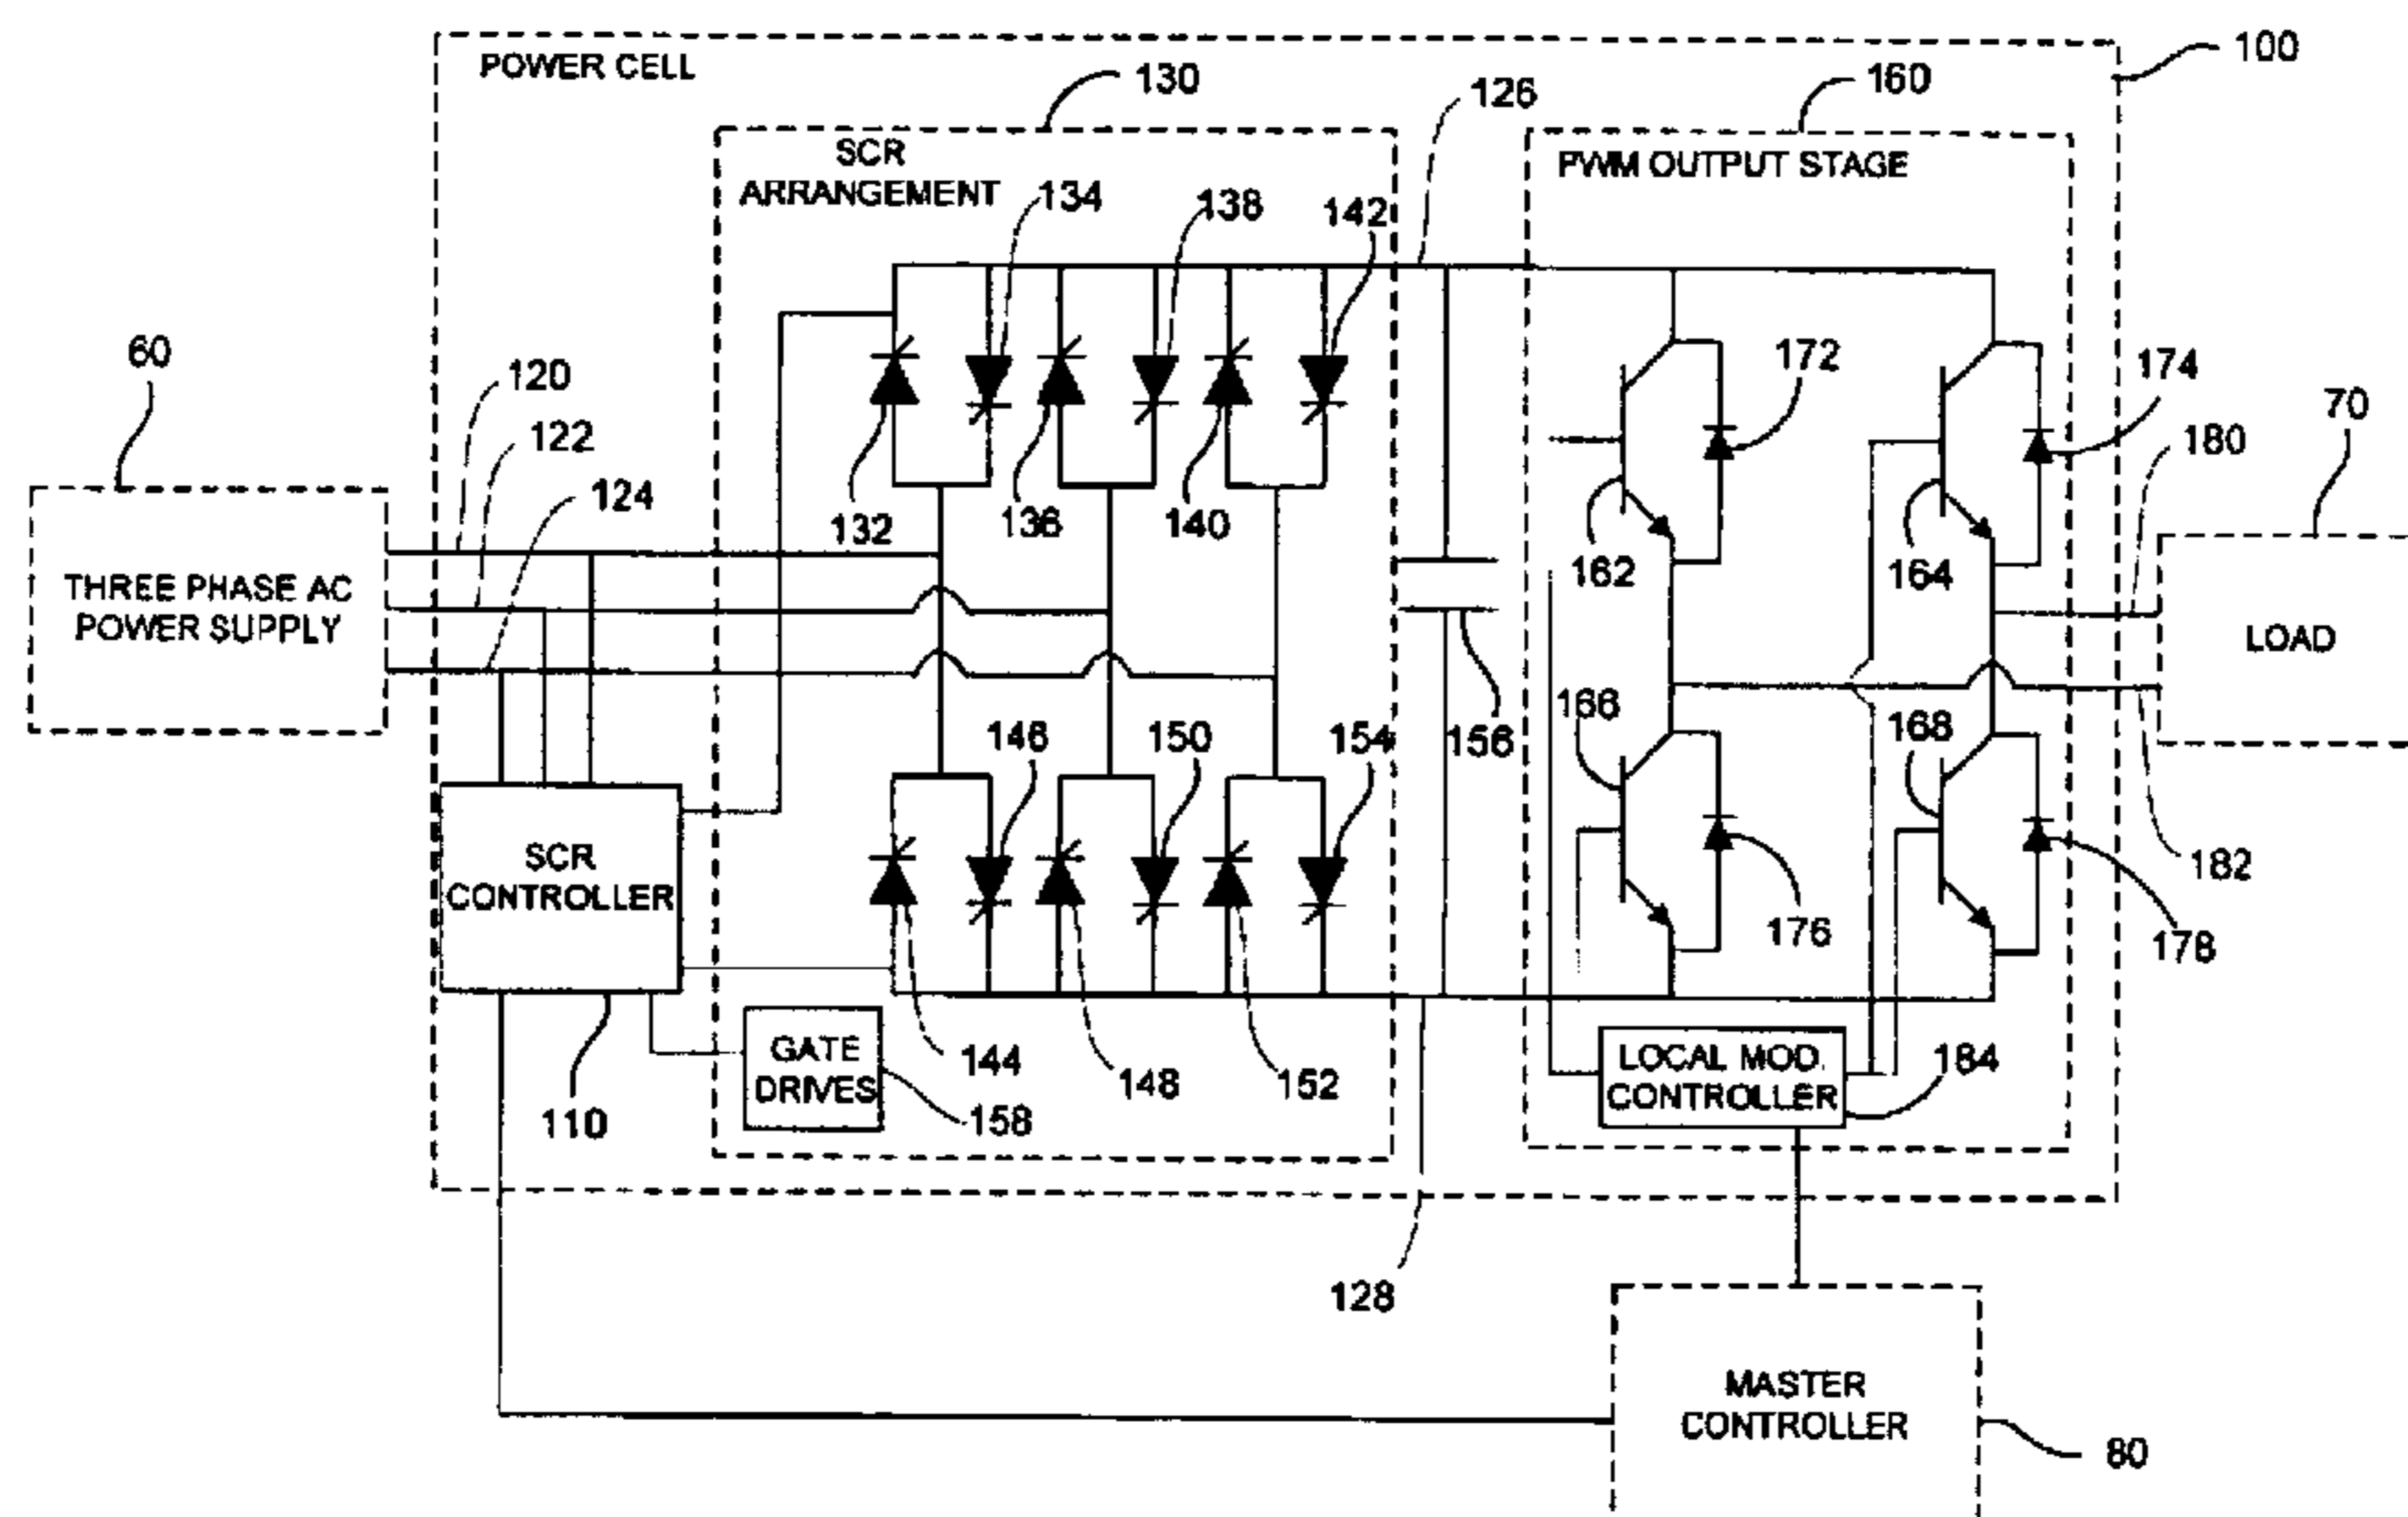 POWER CELL
100
130
160
126
SCR
ARRANGEMENT
PWM OUTPUT STAGE
134
138
142
60
120
122
124
172
174
70
180
132
136
140
162
164
THREE PHASE AC
POWER SUPPLY
LOAD
166
168
146
150
154
156
182
SCR
CONTROLLER
176
178
GATE
DRIVES
144
148
152
LOCAL MOD.
CONTROLLER
184
110
158
128
MASTER
CONTROLLER
80